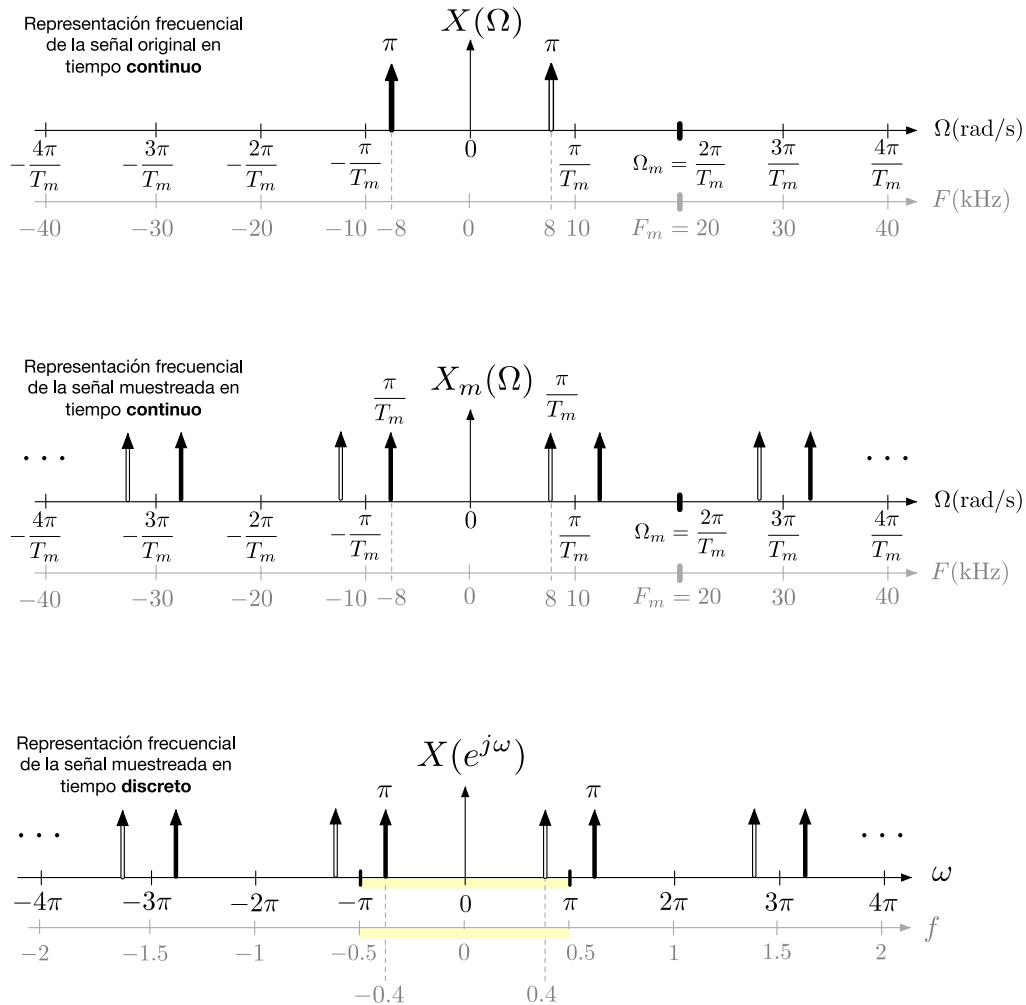 Representación frecuencial
de la señal original en
tiempo continuo
X(Ω)
π π
Ω(rad/s)
−4π/T_m −3π/T_m −2π/T_m −π/T_m 0 π/T_m Ω_m = 2π/T_m 3π/T_m 4π/T_m
F(kHz)
−40 −30 −20 −10 −8 0 8 10 F_m = 20 30 40
Representación frecuencial
de la señal muestreada en
tiempo continuo
X_m(Ω)
π/T_m π/T_m
· · · · · ·
Ω(rad/s)
−4π/T_m −3π/T_m −2π/T_m −π/T_m 0 π/T_m Ω_m = 2π/T_m 3π/T_m 4π/T_m
F(kHz)
−40 −30 −20 −10 −8 0 8 10 F_m = 20 30 40
Representación frecuencial
de la señal muestreada en
tiempo discreto
X(e^{jω})
π π
· · · · · ·
ω
−4π −3π −2π −π 0 π 2π 3π 4π
f
−2 −1.5 −1 −0.5 0 0.5 1 1.5 2
−0.4 0.4